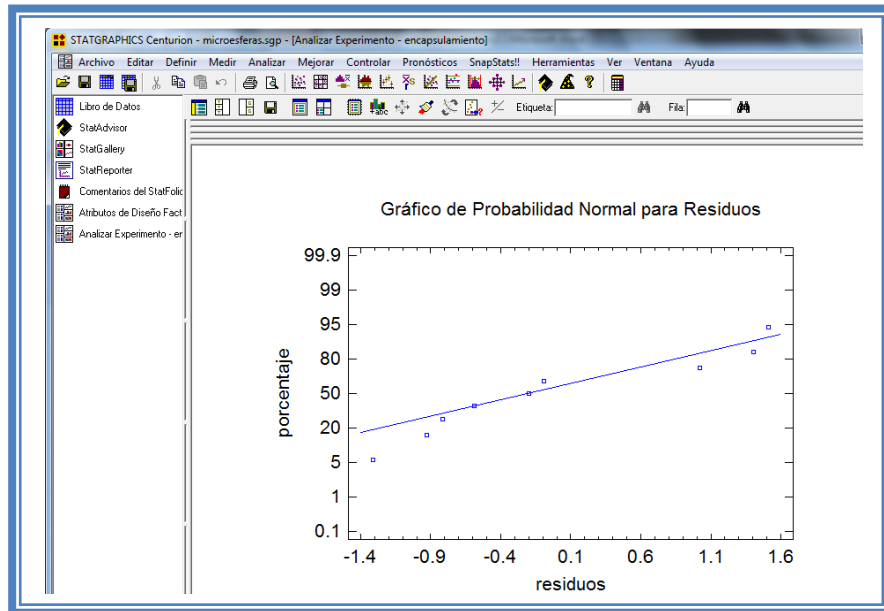 STATGRAPHICS Centurion - microesferas.sgp - [Analizar Experimento - encapsulamiento]
Archivo Editar Definir Medir Analizar Mejorar Controlar Pronósticos SnapStats!! Herramientas Ver Ventana Ayuda
+abc Etiqueta: Fila:
Libro de Datos
StatAdvisor
StatGallery
StatReporter
Comentarios del StatFolio
Atributos de Diseño Fact
Analizar Experimento - er
Gráfico de Probabilidad Normal para Residuos
99.9
99
95
80
50
20
5
1
0.1
porcentaje
-1.4 -0.9 -0.4 0.1 0.6 1.1 1.6
residuos